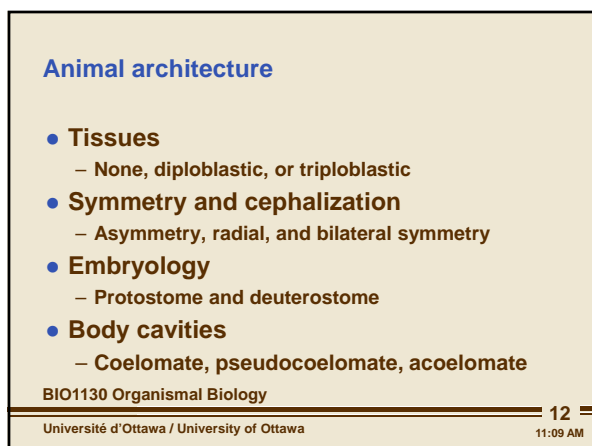 Animal architecture
• Tissues
– None, diploblastic, or triploblastic
• Symmetry and cephalization
– Asymmetry, radial, and bilateral symmetry
• Embryology
– Protostome and deuterostome
• Body cavities
– Coelomate, pseudocoelomate, acoelomate
BIO1130 Organismal Biology
12
Université d'Ottawa / University of Ottawa
11:09 AM